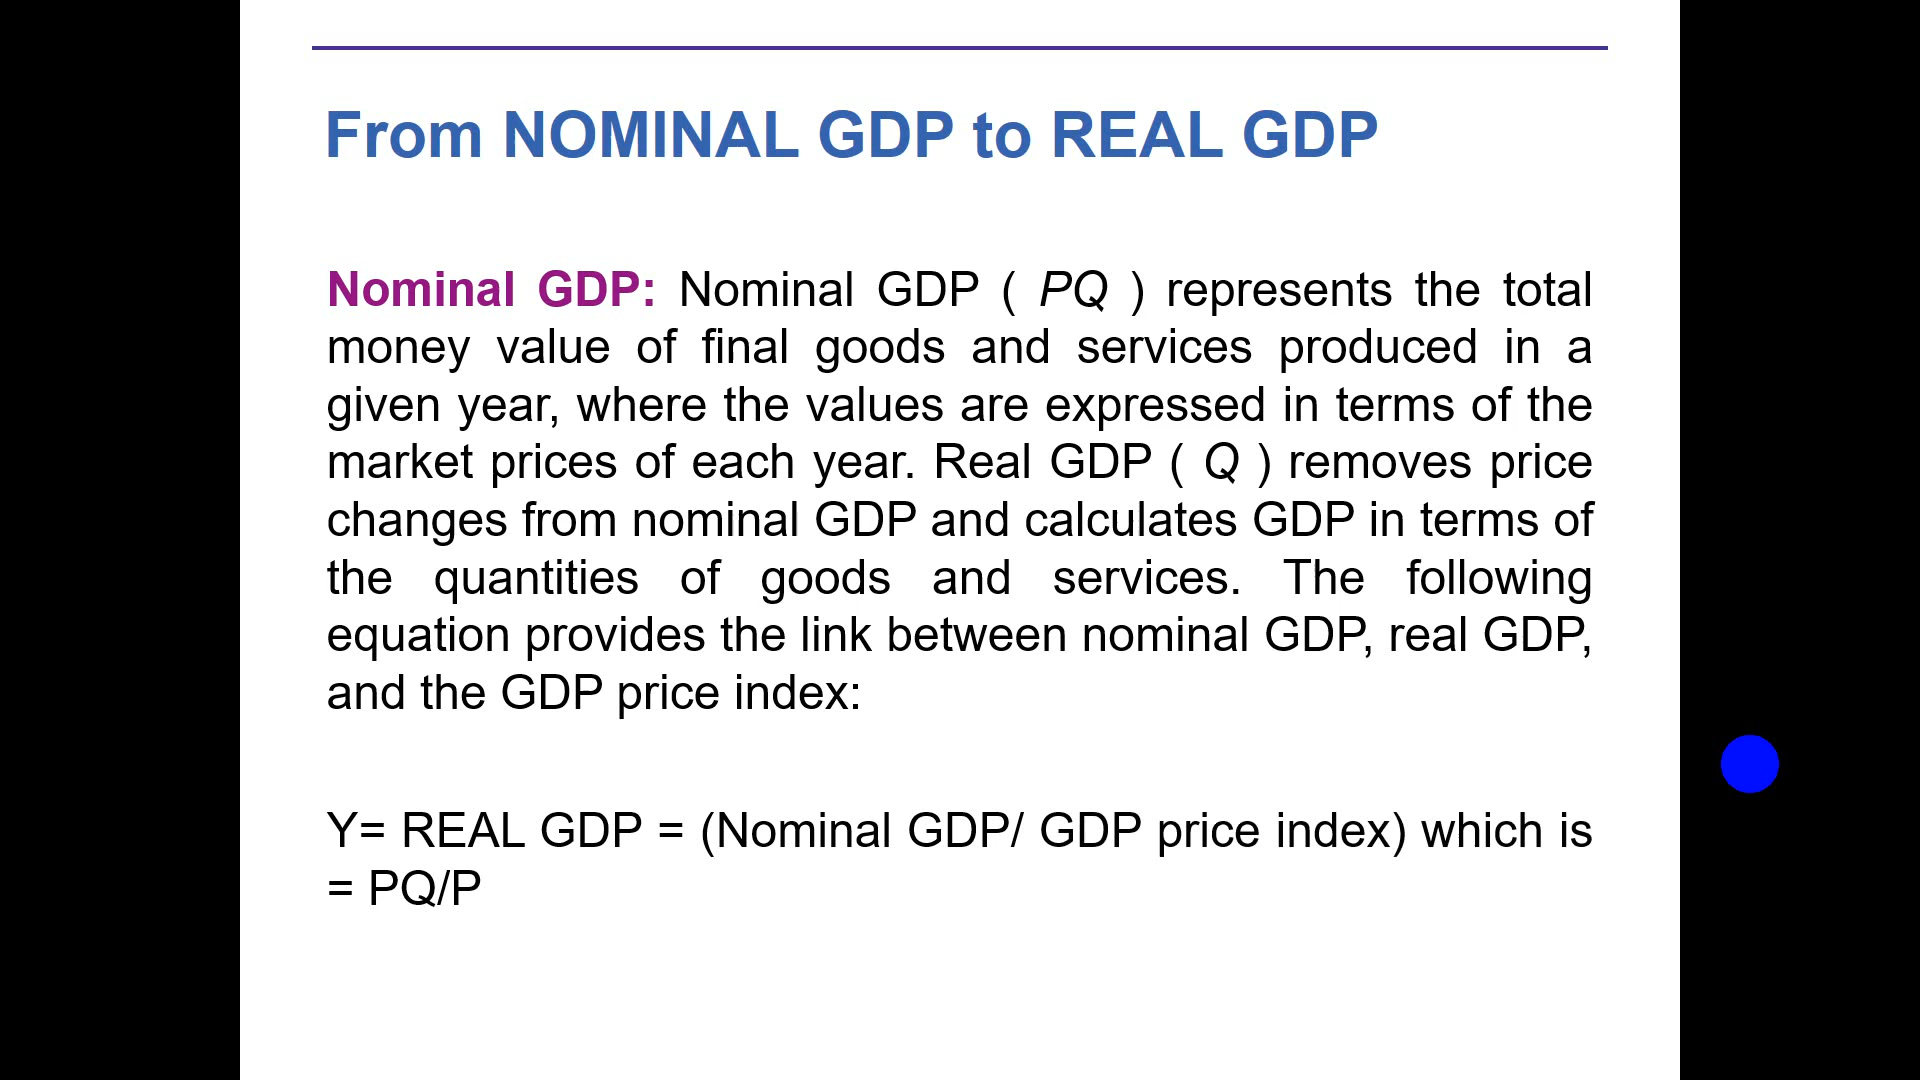 From NOMINAL GDP to REAL GDP
Nominal GDP: Nominal GDP ( PQ ) represents the total
money value of final goods and services produced in a
given year, where the values are expressed in terms of the
market prices of each year. Real GDP ( Q ) removes price
changes from nominal GDP and calculates GDP in terms of
the quantities of goods and services. The following
equation provides the link between nominal GDP, real GDP,
and the GDP price index:
Y= REAL GDP = (Nominal GDP/ GDP price index) which is
= PQ/P